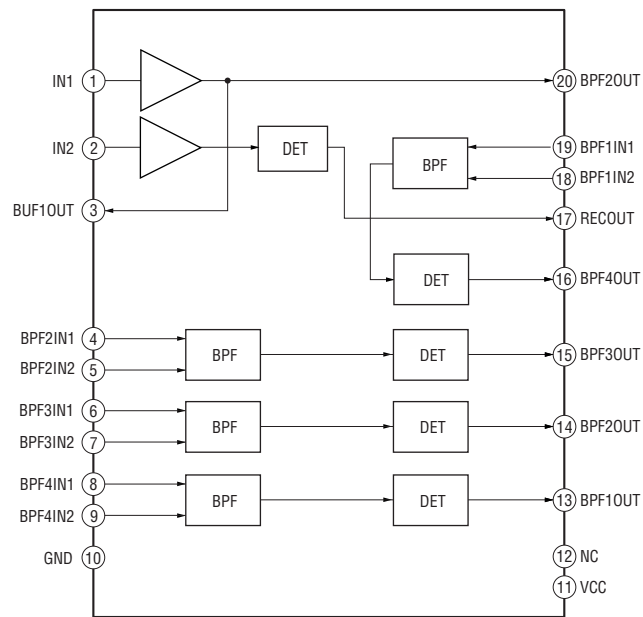 IN1 1
20 BPF2OUT
IN2 2
DET
19 BPF1IN1
BPF
18 BPF1IN2
BUF1OUT 3
17 RECOUT
DET
16 BPF4OUT
BPF2IN1 4
BPF2IN2 5
BPF
DET
15 BPF3OUT
BPF3IN1 6
BPF3IN2 7
BPF
DET
14 BPF2OUT
BPF4IN1 8
BPF4IN2 9
BPF
DET
13 BPF1OUT
GND 10
12 NC
11 VCC